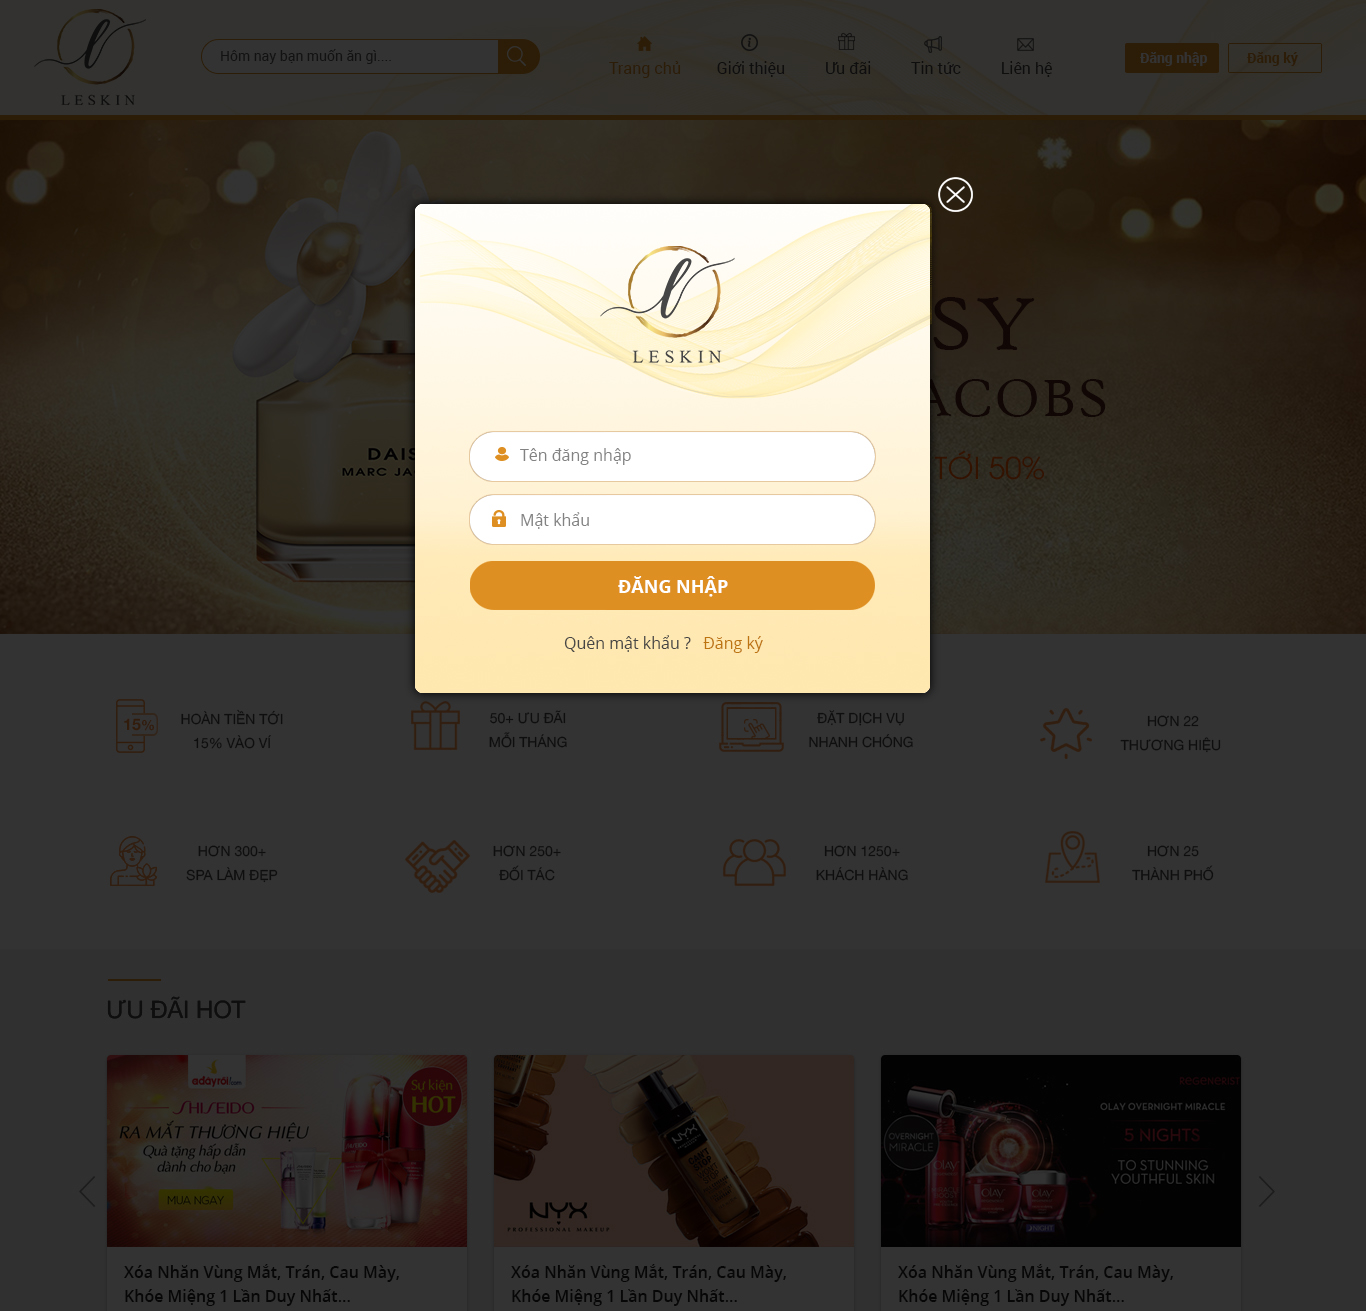 LESKIN
Hôm nay bạn muốn ăn gì....
Trang chủ
Giới thiệu
Ưu đãi
Tin tức
Liên hệ
Đăng nhập
Đăng ký
SY
ACOBS
TỚI 50%
DAIS
MARC JA
LESKIN
Tên đăng nhập
Mật khẩu
ĐĂNG NHẬP
Quên mật khẩu ? Đăng ký
15%
HOÀN TIỀN TỚI
15% VÀO VÍ
50+ ƯU ĐÃI
MỖI THÁNG
ĐẶT DỊCH VỤ
NHANH CHÓNG
HƠN 22
THƯƠNG HIỆU
HƠN 300+
SPA LÀM ĐẸP
HƠN 250+
ĐỐI TÁC
HƠN 1250+
KHÁCH HÀNG
HƠN 25
THÀNH PHỐ
ƯU ĐÃI HOT
adayroi.com
SHISEIDO
RA MẮT THƯƠNG HIỆU
Quà tặng hấp dẫn
dành cho bạn
MUA NGAY
Sự kiện
HOT
Xóa Nhăn Vùng Mắt, Trán, Cau Mày,
Khóe Miệng 1 Lần Duy Nhất...
NYX
NYX
PROFESSIONAL MAKEUP
Xóa Nhăn Vùng Mắt, Trán, Cau Mày,
Khóe Miệng 1 Lần Duy Nhất...
REGENERIST
OLAY OVERNIGHT MIRACLE
5 NIGHTS
TO STUNNING
YOUTHFUL SKIN
OVERNIGHT
MIRACLE
OLAY
OLAY
OLAY
Xóa Nhăn Vùng Mắt, Trán, Cau Mày,
Khóe Miệng 1 Lần Duy Nhất...